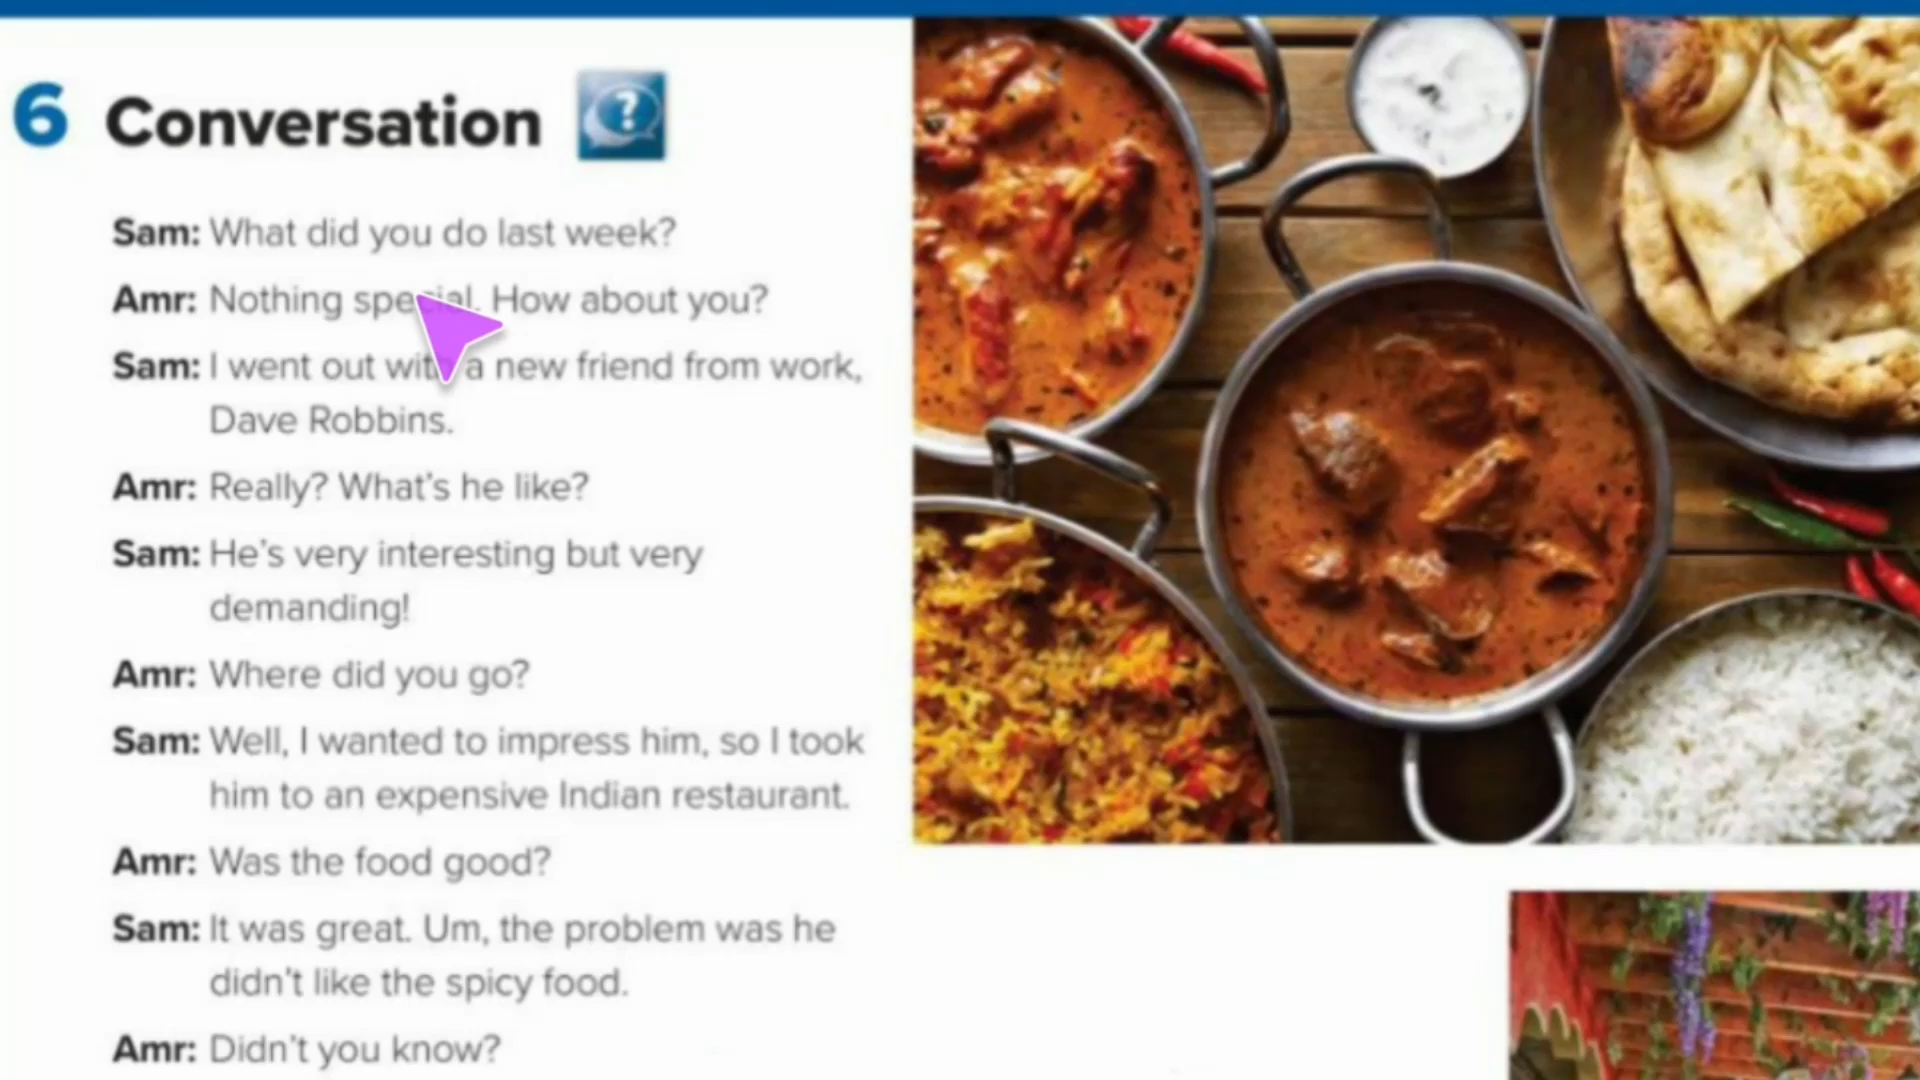 6 Conversation
?
Sam: What did you do last week?
Amr: Nothing special. How about you?
Sam: I went out with a new friend from work,
Dave Robbins.
Amr: Really? What's he like?
Sam: He's very interesting but very
demanding!
Amr: Where did you go?
Sam: Well, I wanted to impress him, so I took
him to an expensive Indian restaurant.
Amr: Was the food good?
Sam: It was great. Um, the problem was he
didn't like the spicy food.
Amr: Didn't you know?